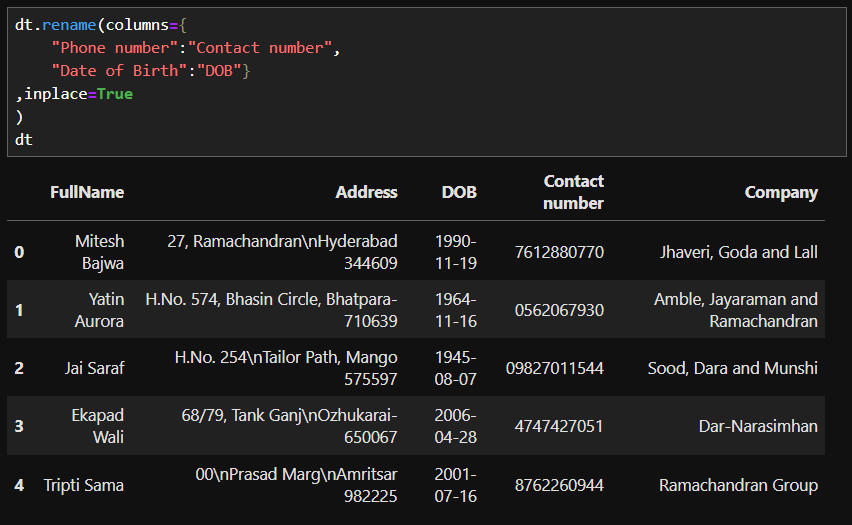 dt.rename(columns={
    "Phone number":"Contact number",
    "Date of Birth":"DOB"}
,inplace=True
)
dt
FullName Address DOB Contact number Company
0 Mitesh Bajwa 27, Ramachandran\nHyderabad 344609 1990-11-19 7612880770 Jhaveri, Goda and Lall
1 Yatin Aurora H.No. 574, Bhasin Circle, Bhatpara-710639 1964-11-16 0562067930 Amble, Jayaraman and Ramachandran
2 Jai Saraf H.No. 254\nTailor Path, Mango 575597 1945-08-07 09827011544 Sood, Dara and Munshi
3 Ekapad Wali 68/79, Tank Ganj\nOzhukarai-650067 2006-04-28 4747427051 Dar-Narasimhan
4 Tripti Sama 00\nPrasad Marg\nAmritsar 982225 2001-07-16 8762260944 Ramachandran Group